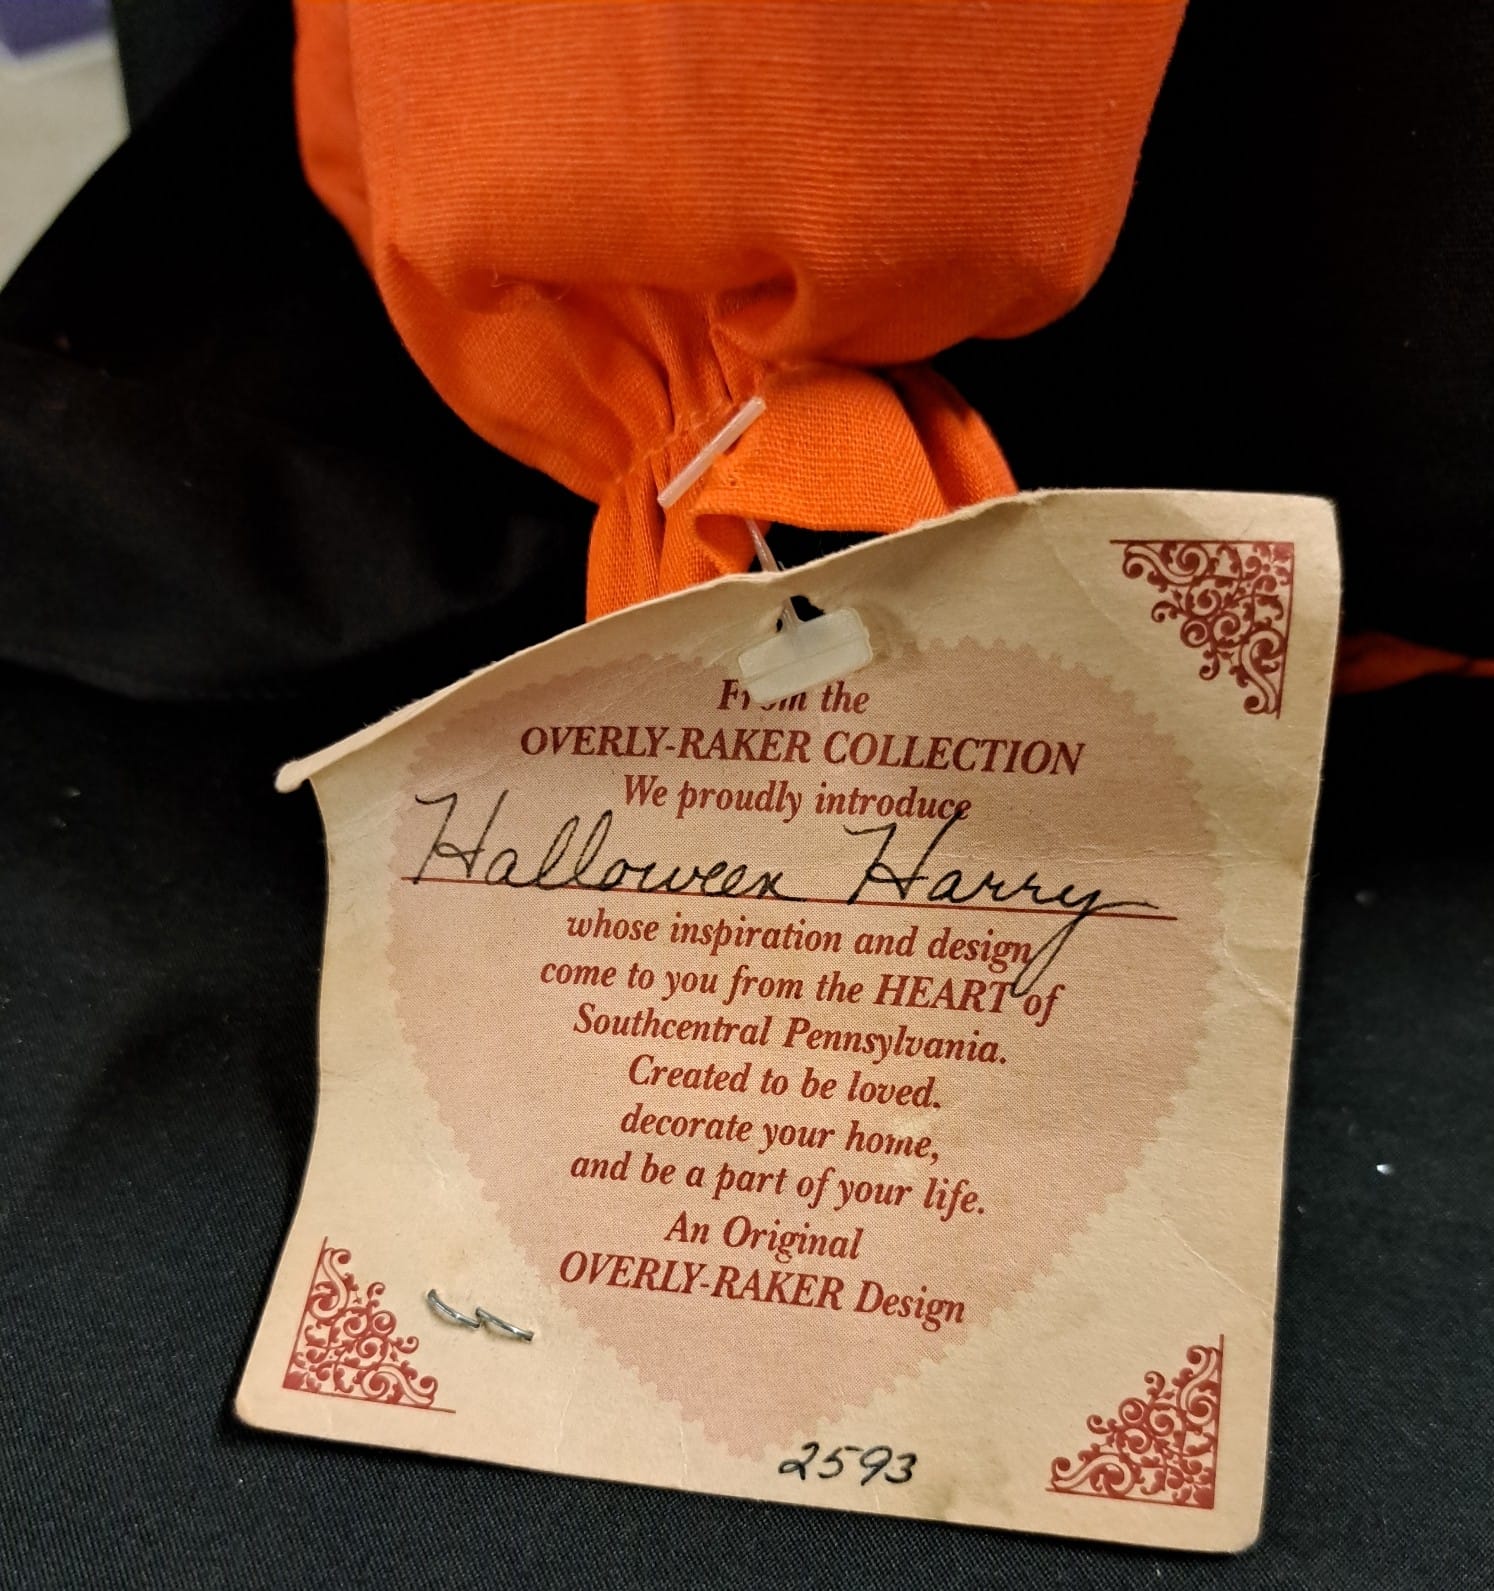 From the
OVERLY-RAKER COLLECTION
We proudly introduce
Halloween Harry
whose inspiration and design
come to you from the HEART of
Southcentral Pennsylvania.
Created to be loved.
decorate your home,
and be a part of your life.
An Original
OVERLY-RAKER Design
2593